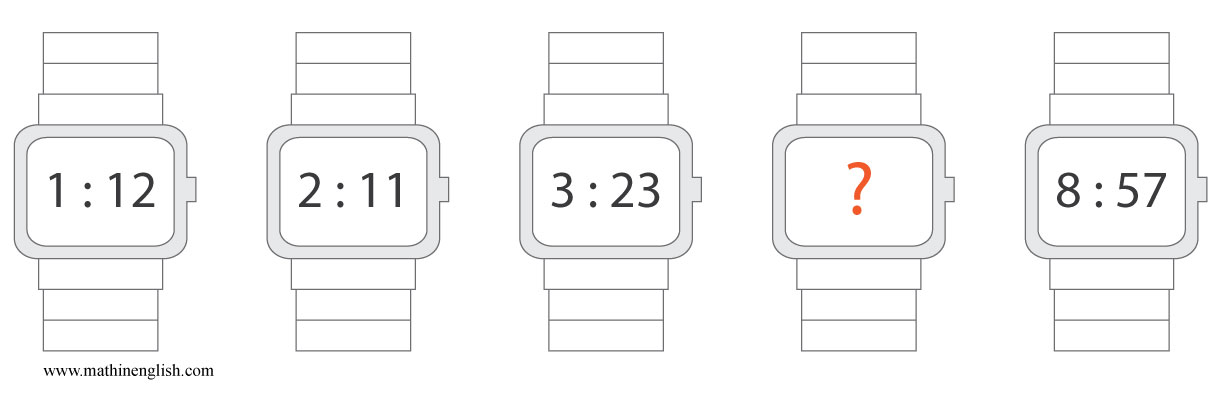 1 : 12 2 : 11 3 : 23 ? 8 : 57
www.mathinenglish.com